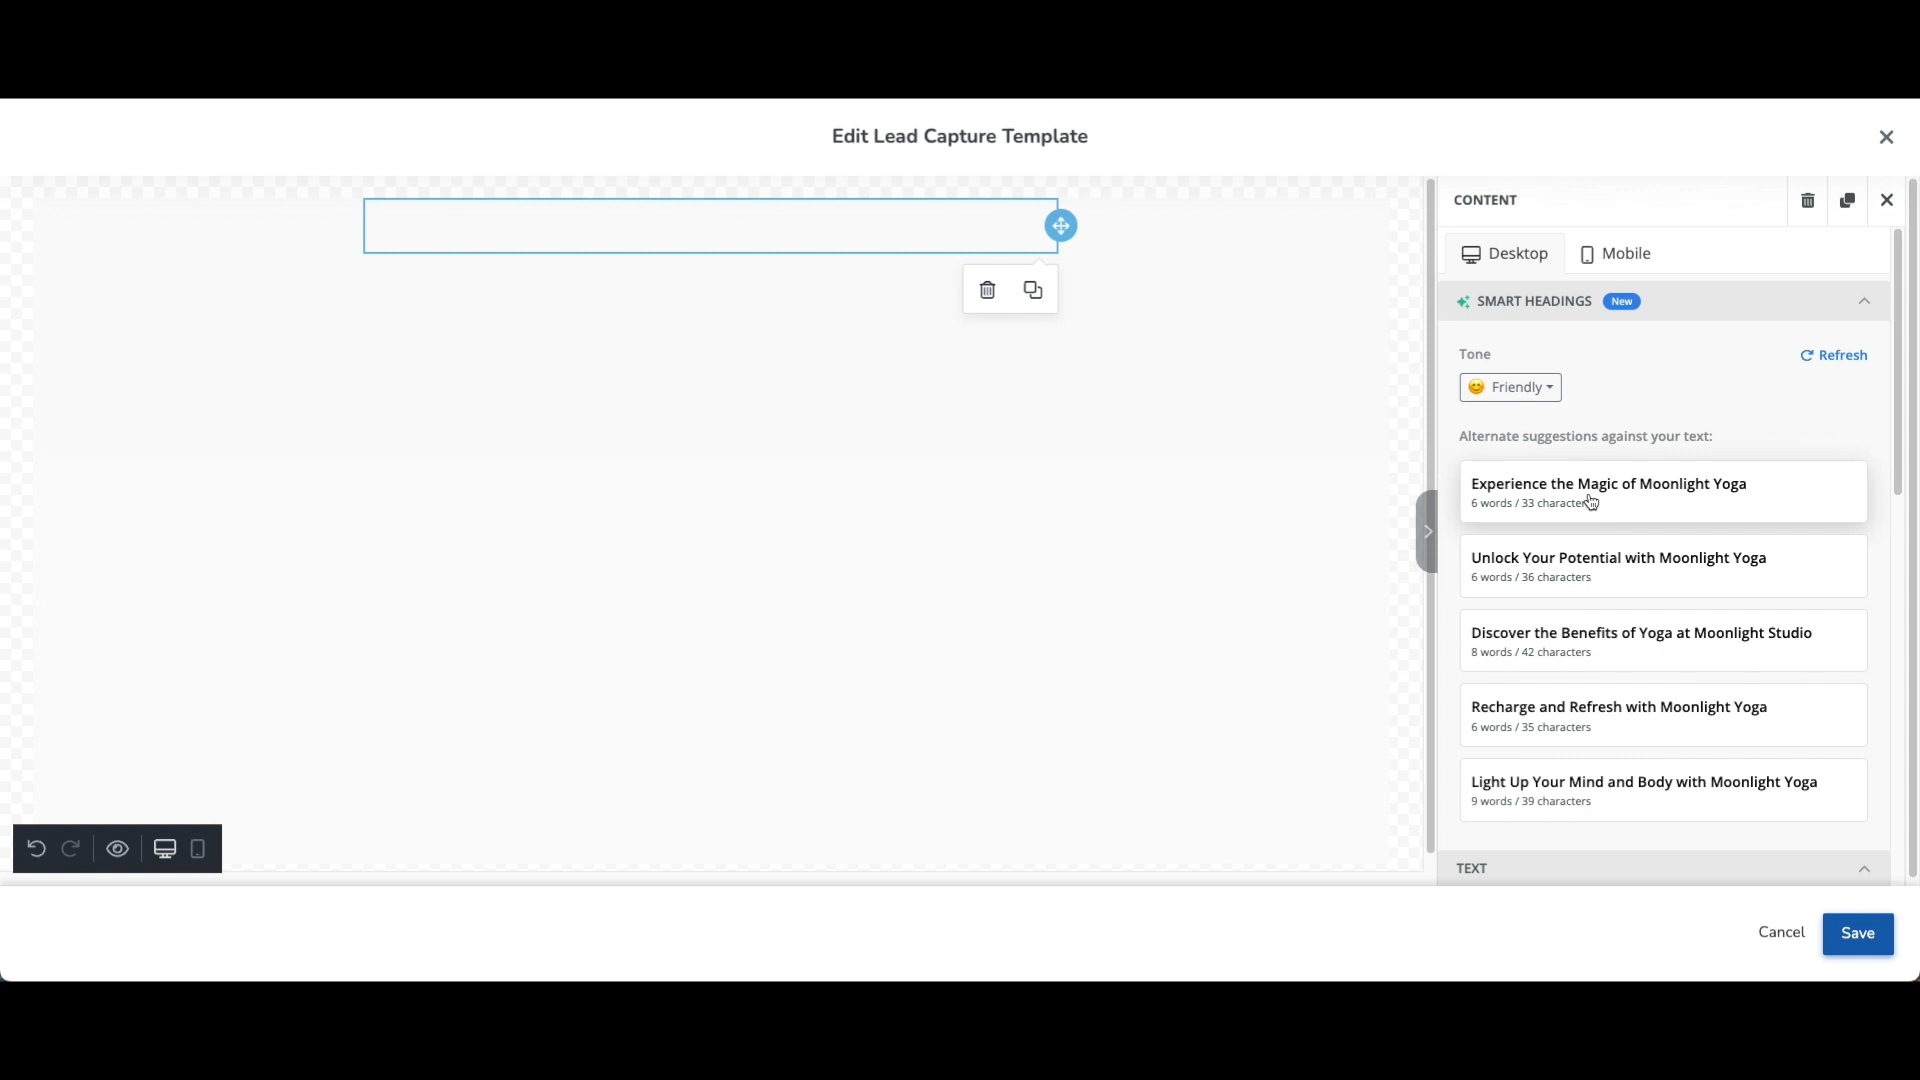 Edit Lead Capture Template
CONTENT
Desktop
Mobile
SMART HEADINGS New
Tone
Refresh
Friendly
Alternate suggestions against your text:
Experience the Magic of Moonlight Yoga
6 words / 33 characters
Unlock Your Potential with Moonlight Yoga
6 words / 36 characters
Discover the Benefits of Yoga at Moonlight Studio
8 words / 42 characters
Recharge and Refresh with Moonlight Yoga
6 words / 35 characters
Light Up Your Mind and Body with Moonlight Yoga
9 words / 39 characters
TEXT
Cancel
Save